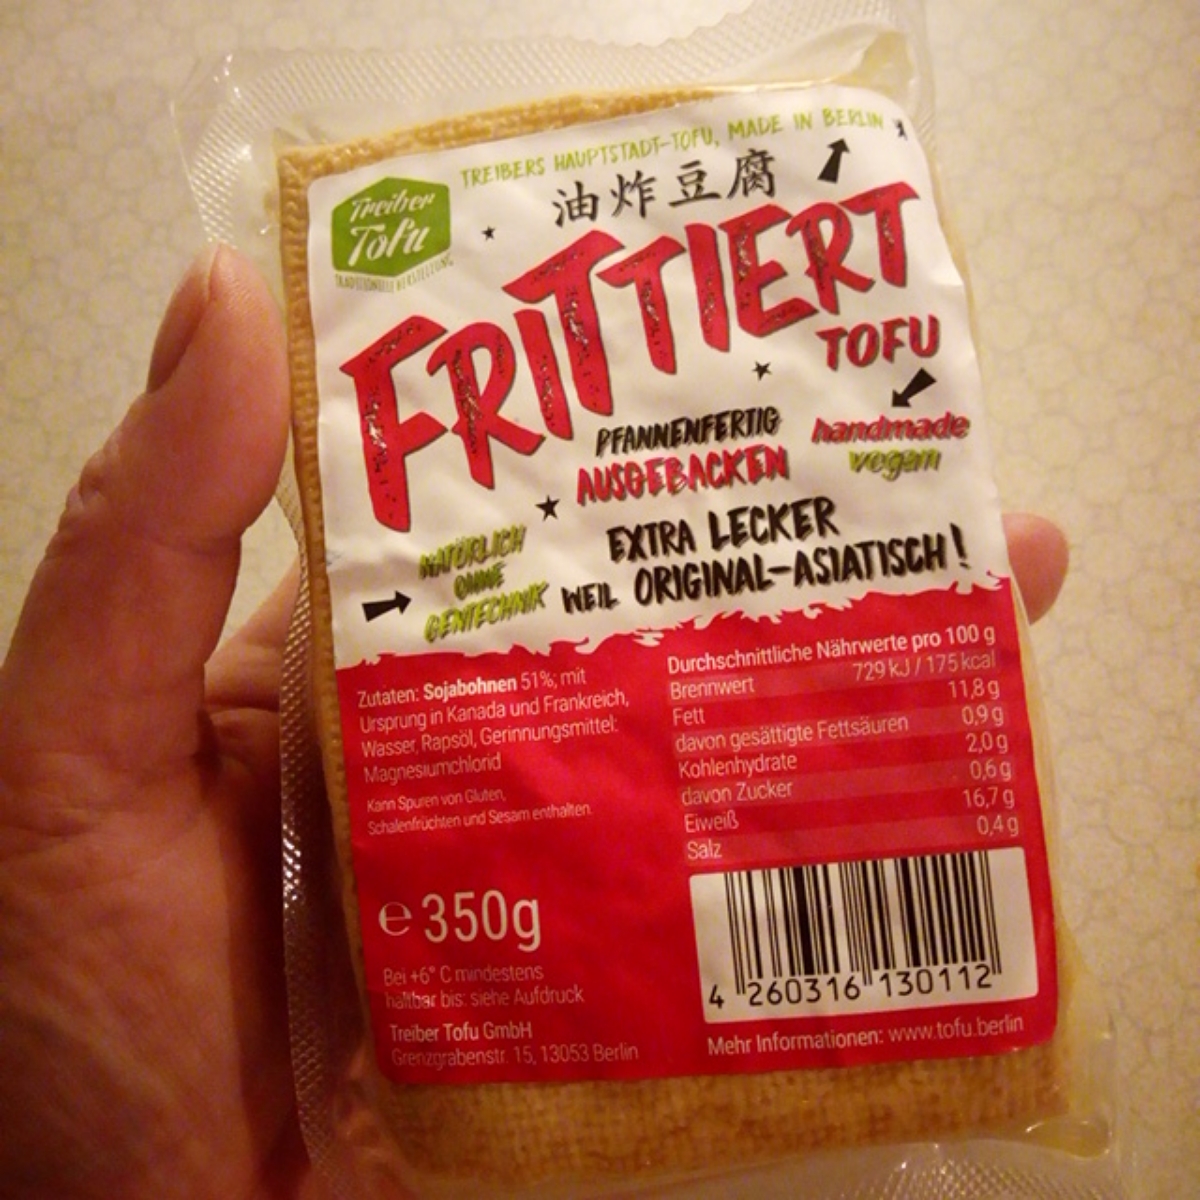 TREIBERS HAUPTSTADT-TOFU, MADE IN BERLIN
油炸豆腐
Treiber
Tofu
TRADITIONELLE HERSTELLUNG
FRITTIERT
TOFU
PFANNENFERTIG
AUSGEBACKEN
handmade
vegan
NATÜRLICH
OHNE
GENTECHNIK
EXTRA LECKER
WEIL ORIGINAL-ASIATISCH!
Zutaten: Sojabohnen 51%; mit
Ursprung in Kanada und Frankreich,
Wasser, Rapsöl, Gerinnungsmittel:
Magnesiumchlorid
Kann Spuren von Gluten,
Schalenfrüchten und Sesam enthalten.
Durchschnittliche Nährwerte pro 100 g
Brennwert 729 kJ / 175 kcal
Fett 11,8 g
davon gesättigte Fettsäuren 0,9 g
Kohlenhydrate 2,0 g
davon Zucker 0,6 g
Eiweiß 16,7 g
Salz 0,4 g
℮ 350g
Bei +6° C mindestens
haltbar bis: siehe Aufdruck
Treiber Tofu GmbH
Grenzgrabenstr. 15, 13053 Berlin
4 260316 130112
Mehr Informationen: www.tofu.berlin